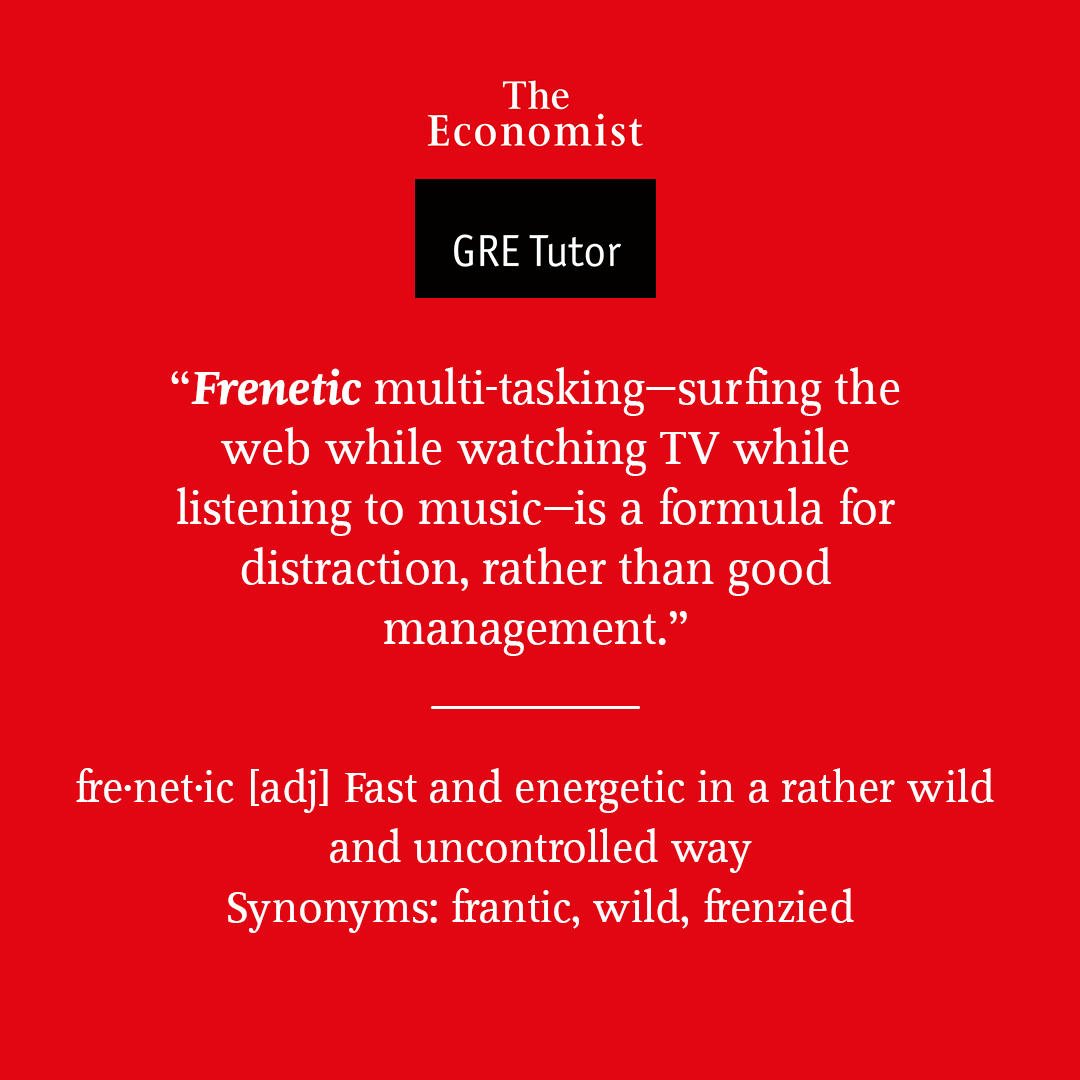 The
Economist
GRE Tutor
“Frenetic multi-tasking—surfing the
web while watching TV while
listening to music—is a formula for
distraction, rather than good
management.”
fre·net·ic [adj] Fast and energetic in a rather wild
and uncontrolled way
Synonyms: frantic, wild, frenzied